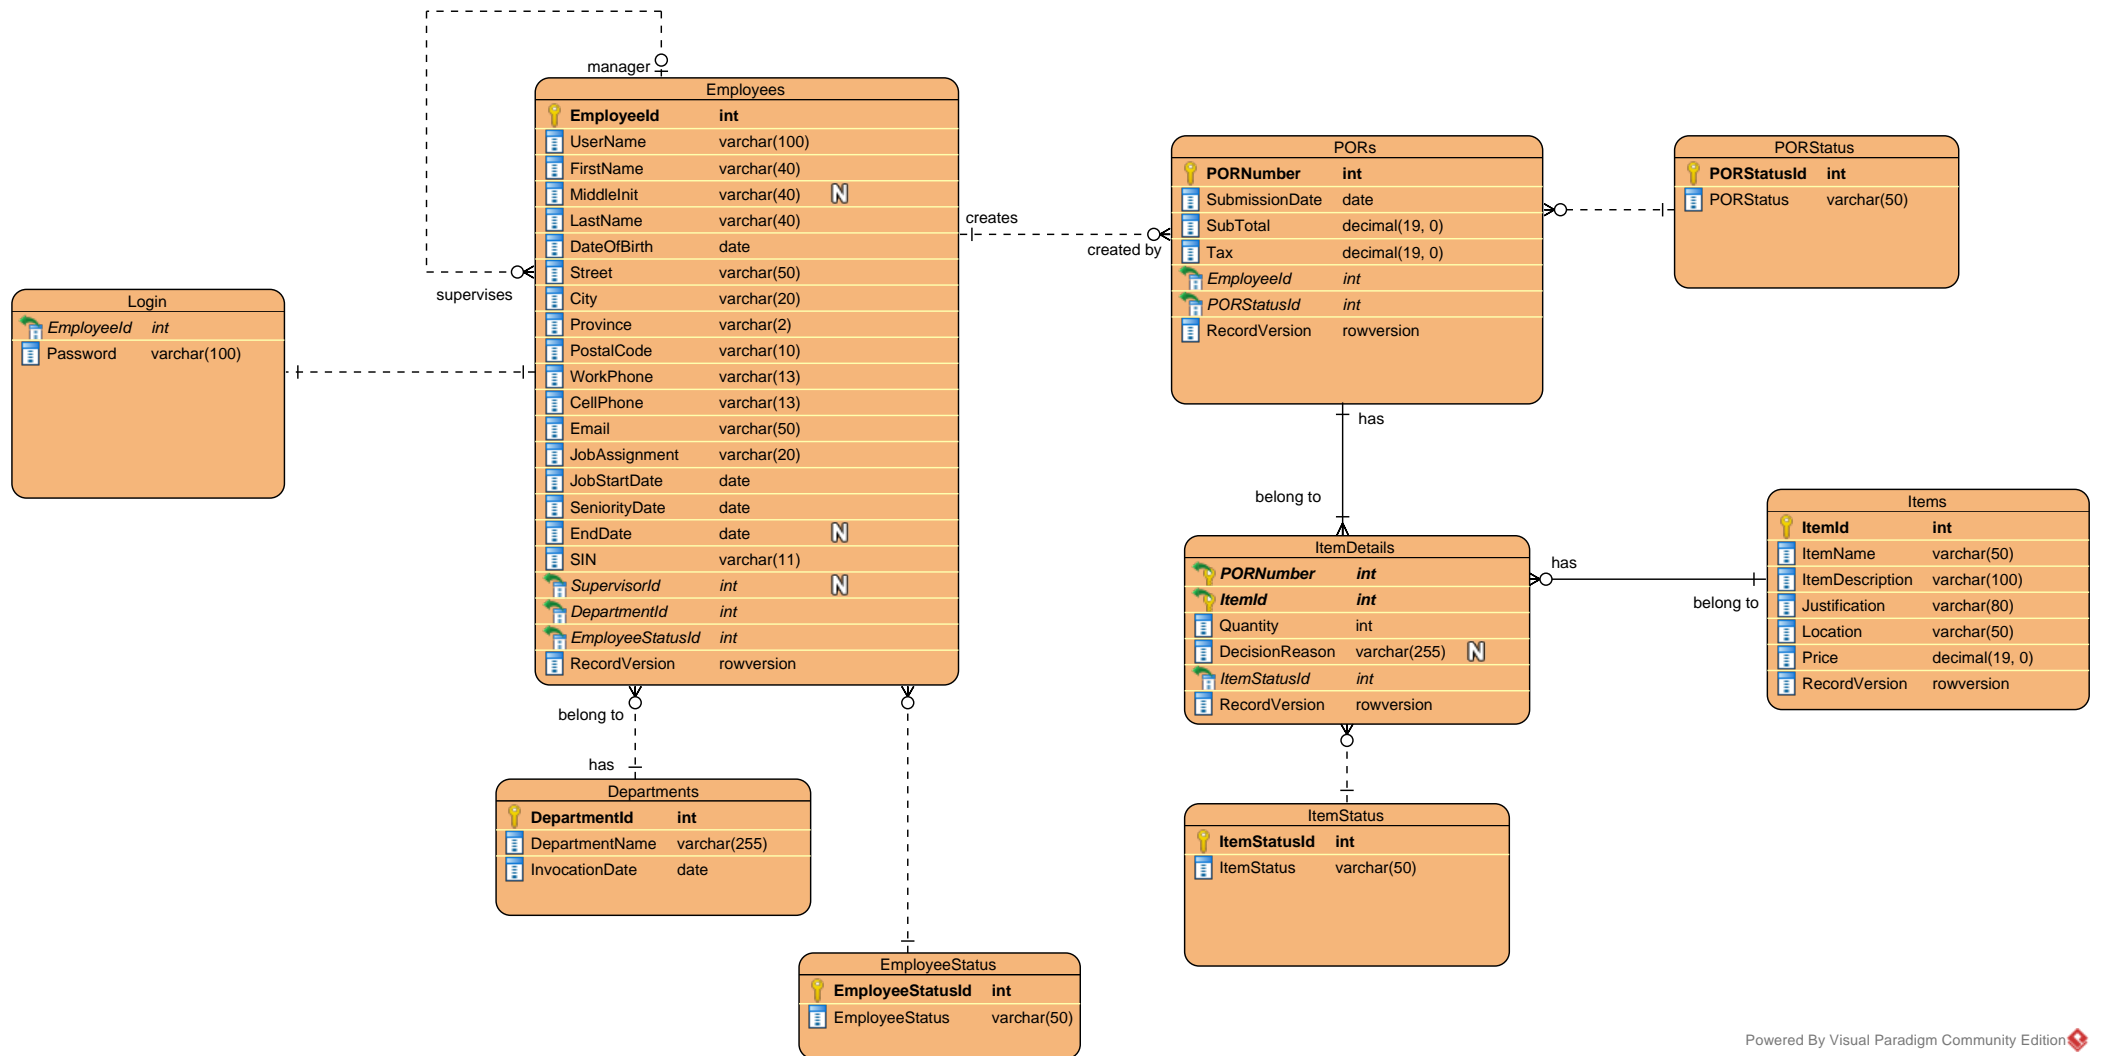 manager
supervises
Employees
EmployeeId int
UserName varchar(100)
FirstName varchar(40)
MiddleInit varchar(40) N
LastName varchar(40)
DateOfBirth date
Street varchar(50)
City varchar(20)
Province varchar(2)
PostalCode varchar(10)
WorkPhone varchar(13)
CellPhone varchar(13)
Email varchar(50)
JobAssignment varchar(20)
JobStartDate date
SeniorityDate date
EndDate date N
SIN varchar(11)
SupervisorId int N
DepartmentId int
EmployeeStatusId int
RecordVersion rowversion
Login
EmployeeId int
Password varchar(100)
creates
created by
PORs
PORNumber int
SubmissionDate date
SubTotal decimal(19, 0)
Tax decimal(19, 0)
EmployeeId int
PORStatusId int
RecordVersion rowversion
PORStatus
PORStatusId int
PORStatus varchar(50)
has
belong to
ItemDetails
PORNumber int
ItemId int
Quantity int
DecisionReason varchar(255) N
ItemStatusId int
RecordVersion rowversion
has
belong to
Items
ItemId int
ItemName varchar(50)
ItemDescription varchar(100)
Justification varchar(80)
Location varchar(50)
Price decimal(19, 0)
RecordVersion rowversion
belong to
has
Departments
DepartmentId int
DepartmentName varchar(255)
InvocationDate date
ItemStatus
ItemStatusId int
ItemStatus varchar(50)
EmployeeStatus
EmployeeStatusId int
EmployeeStatus varchar(50)
Powered By Visual Paradigm Community Edition